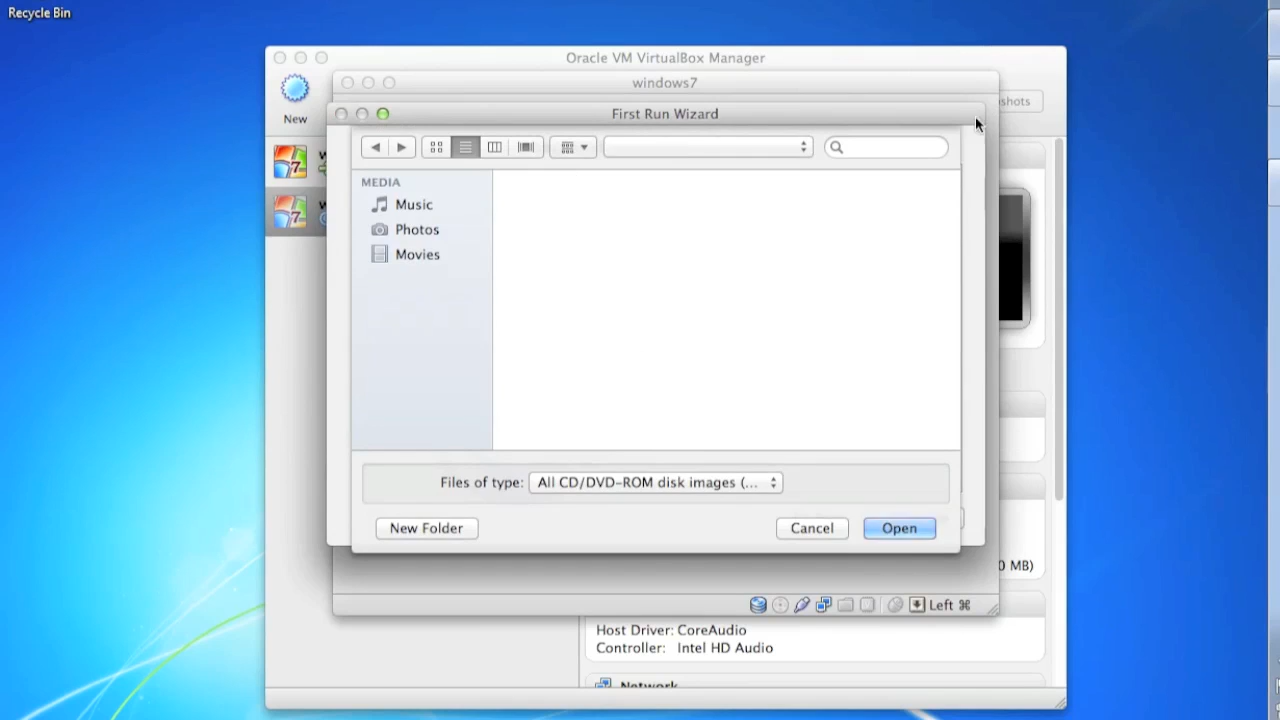 Recycle Bin
Oracle VM VirtualBox Manager
windows7
New
shots
First Run Wizard
MEDIA
Music
Photos
Movies
Files of type: All CD/DVD-ROM disk images (...
New Folder
Cancel
Open
0 MB)
Left ⌘
Host Driver: CoreAudio
Controller: Intel HD Audio
Network